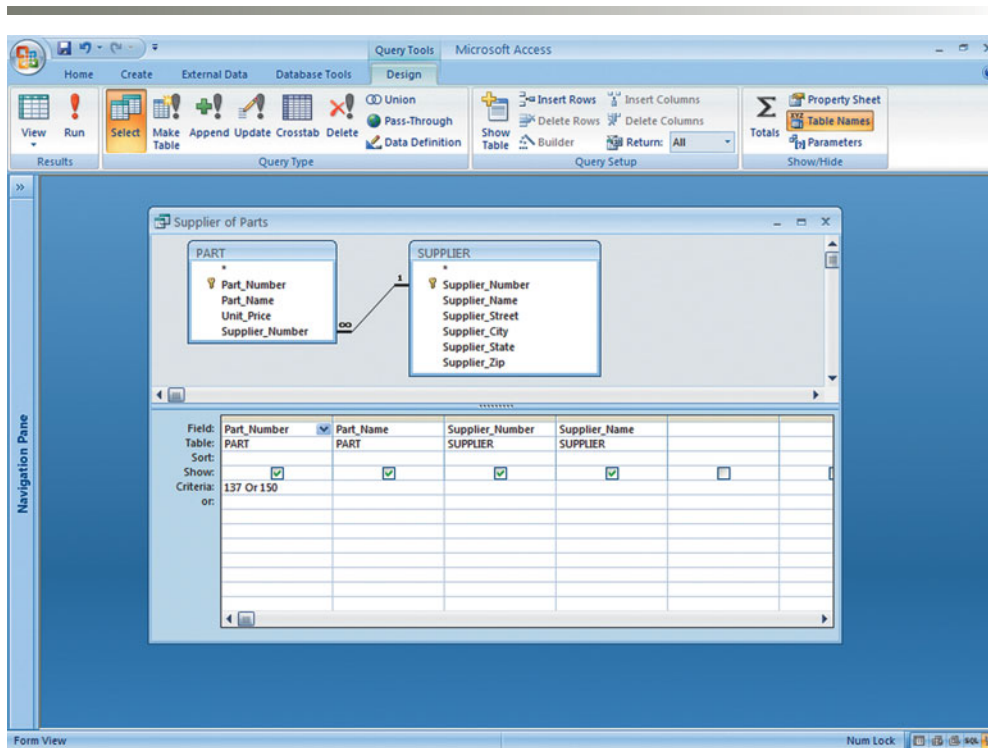 Query Tools Microsoft Access
Home Create External Data Database Tools Design
View
Run
Select
Make Table
Append
Update
Crosstab
Delete
Union
Pass-Through
Data Definition
Show Table
Insert Rows
Delete Rows
Builder
Insert Columns
Delete Columns
Return: All
Totals
Property Sheet
XYZ
Table Names
Parameters
Results Query Type Query Setup Show/Hide
»
Navigation Pane
Supplier of Parts
PART
*
Part_Number
Part_Name
Unit_Price
Supplier_Number
∞
1
SUPPLIER
*
Supplier_Number
Supplier_Name
Supplier_Street
Supplier_City
Supplier_State
Supplier_Zip
Field: Part_Number Part_Name Supplier_Number Supplier_Name
Table: PART PART SUPPLIER SUPPLIER
Sort:
Show:
Criteria: 137 Or 150
or:
Form View Num Lock SQL